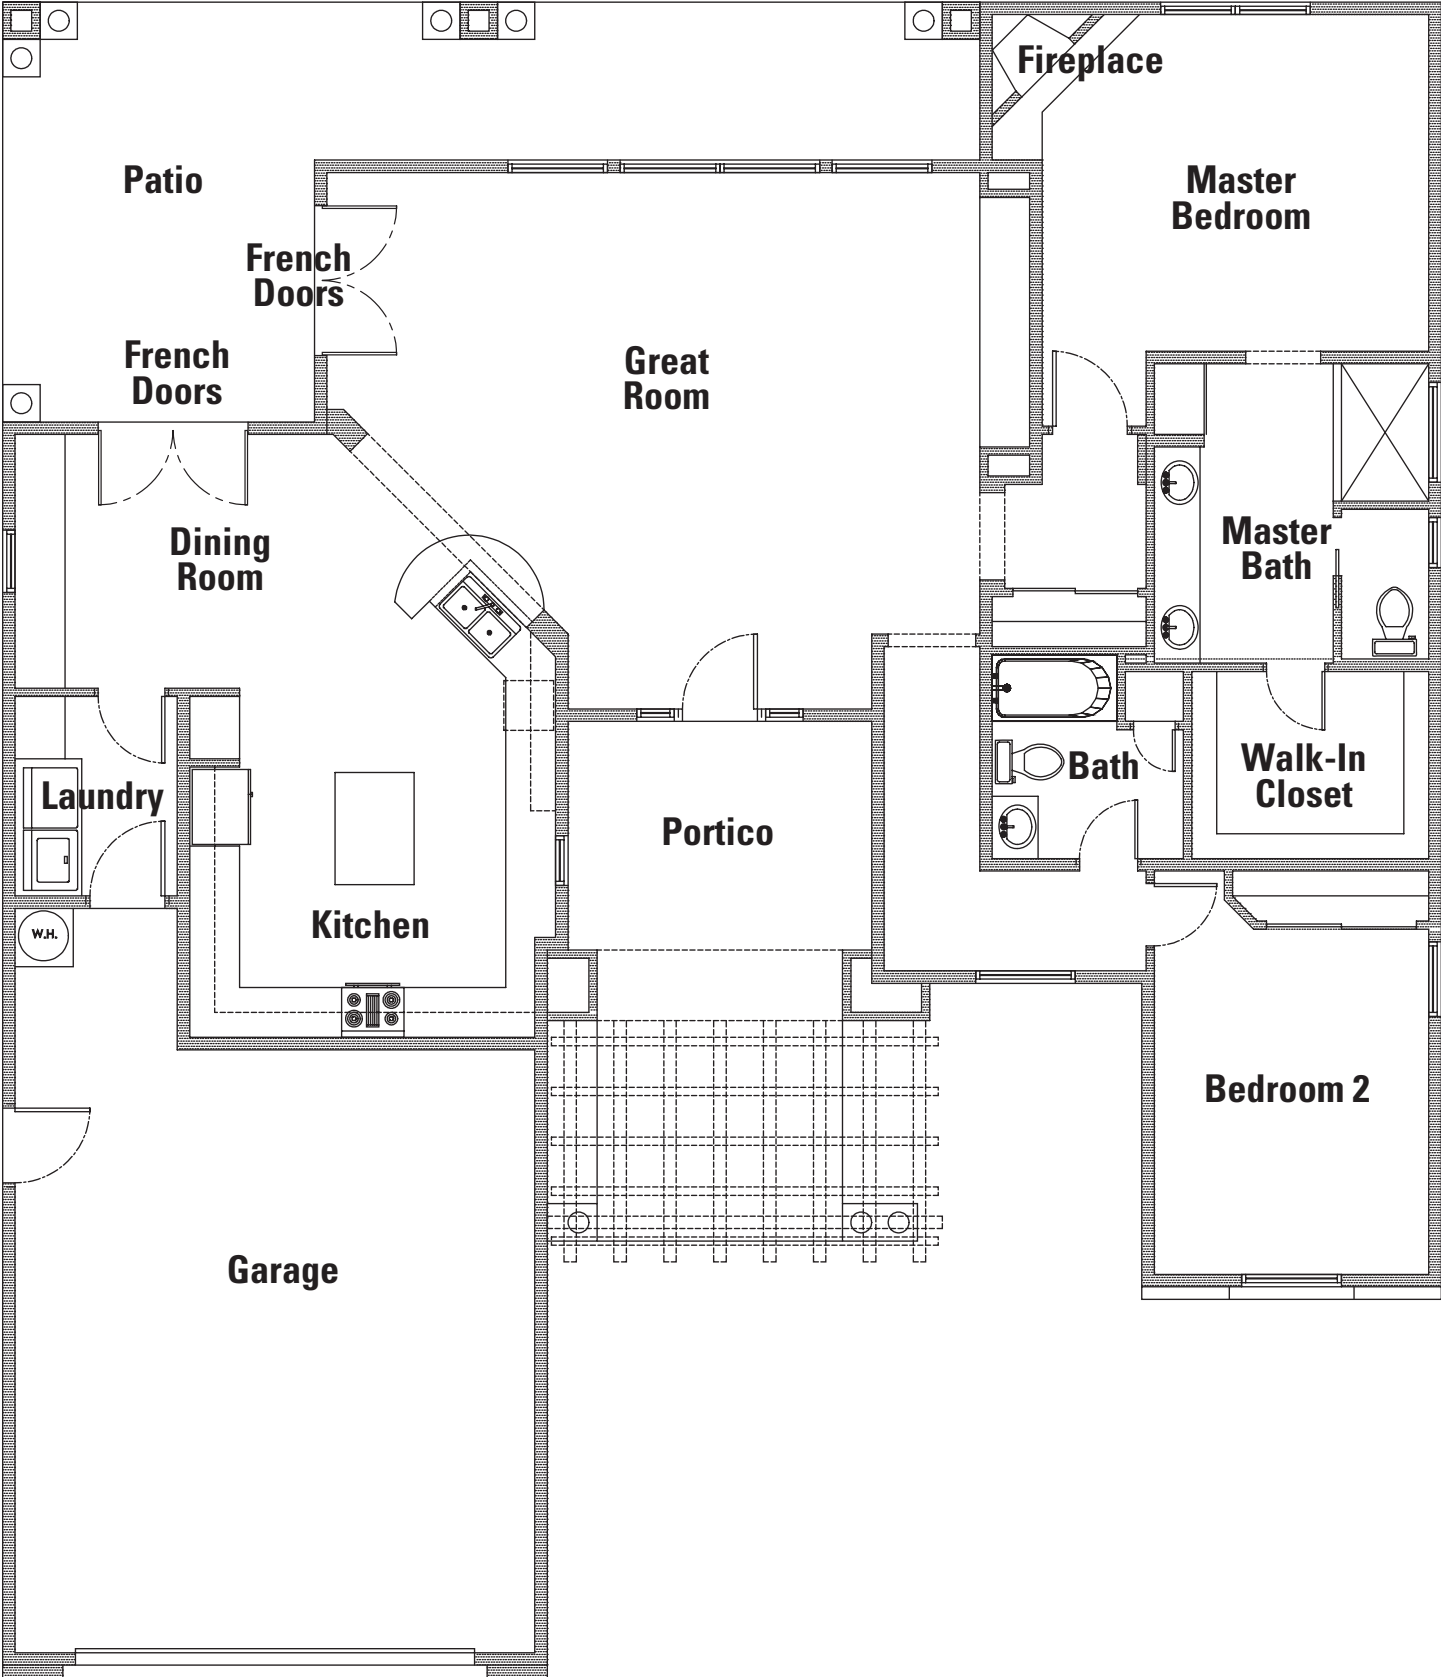 Fireplace
Patio
Master
Bedroom
French
Doors
French
Doors
Great
Room
Dining
Room
Master
Bath
Laundry
Bath
Walk-In
Closet
Portico
Kitchen
W.H.
Bedroom 2
Garage